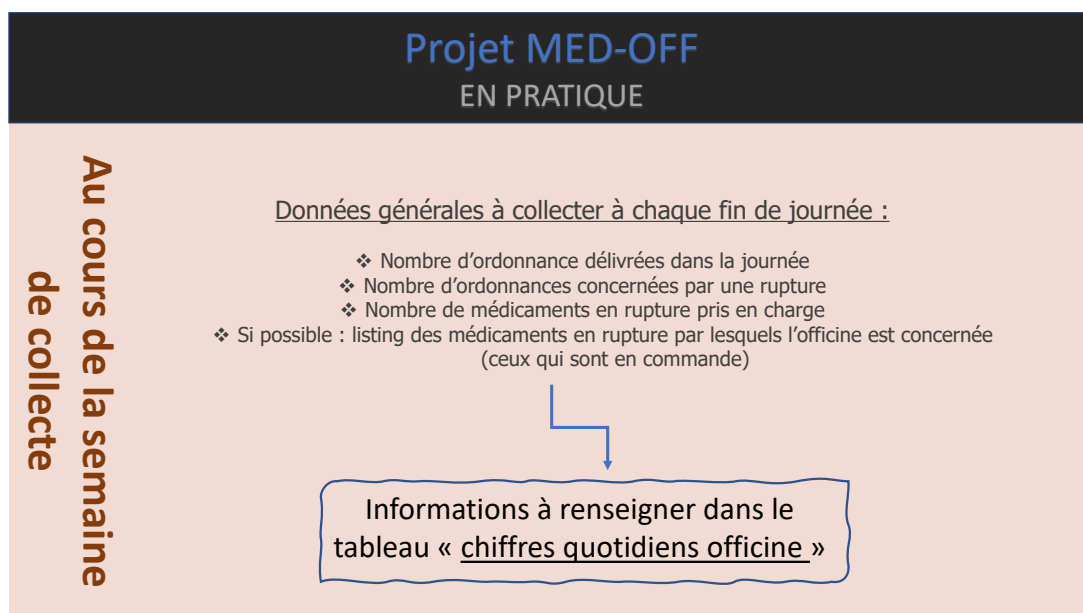 Projet MED-OFF
EN PRATIQUE
Au cours de la semaine
de collecte
Données générales à collecter à chaque fin de journée :
❖ Nombre d’ordonnance délivrées dans la journée
❖ Nombre d’ordonnances concernées par une rupture
❖ Nombre de médicaments en rupture pris en charge
❖ Si possible : listing des médicaments en rupture par lesquels l’officine est concernée
(ceux qui sont en commande)
Informations à renseigner dans le
tableau « chiffres quotidiens officine »